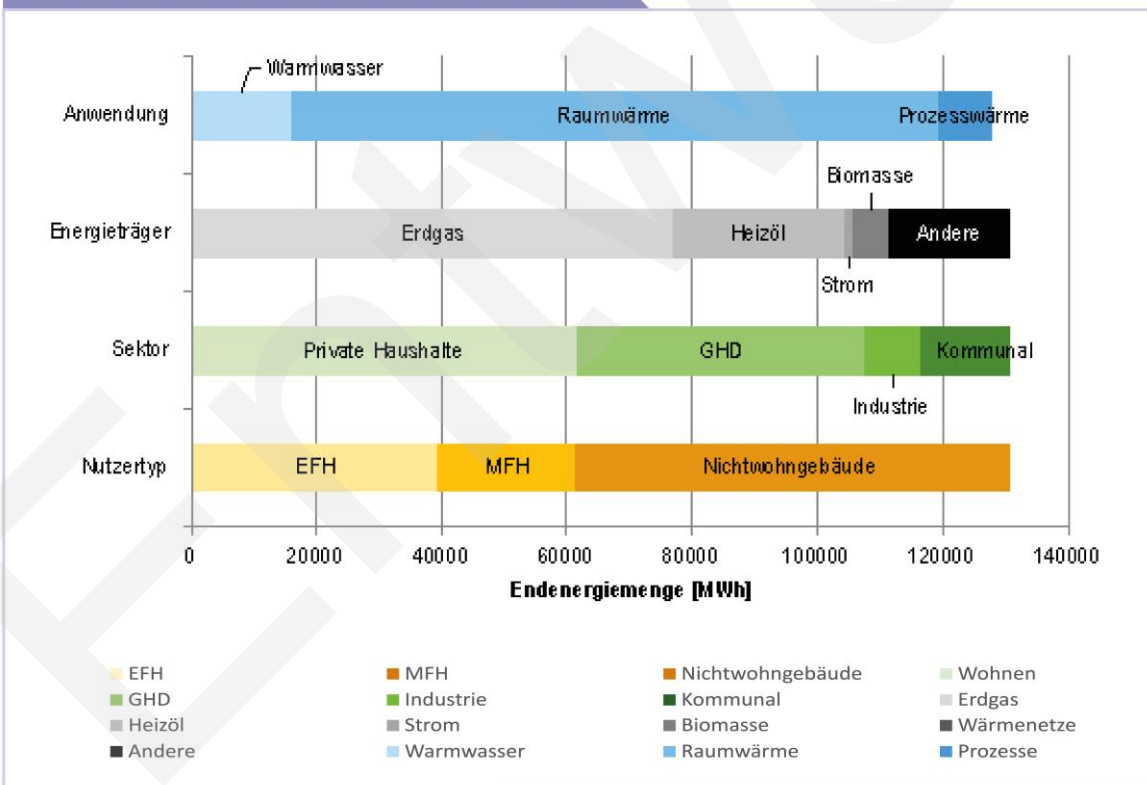 Warmwasser
Anwendung Raumwärme Prozesswärme
Biomasse
Energieträger Erdgas Heizöl Andere
Strom
Sektor Private Haushalte GHD Kommunal
Industrie
Nutzertyp EFH MFH Nichtwohngebäude
0 20000 40000 60000 80000 100000 120000 140000
Endenergiemenge [MWh]
EFH MFH Nichtwohngebäude Wohnen
GHD Industrie Kommunal Erdgas
Heizöl Strom Biomasse Wärmenetze
Andere Warmwasser Raumwärme Prozesse
Entw